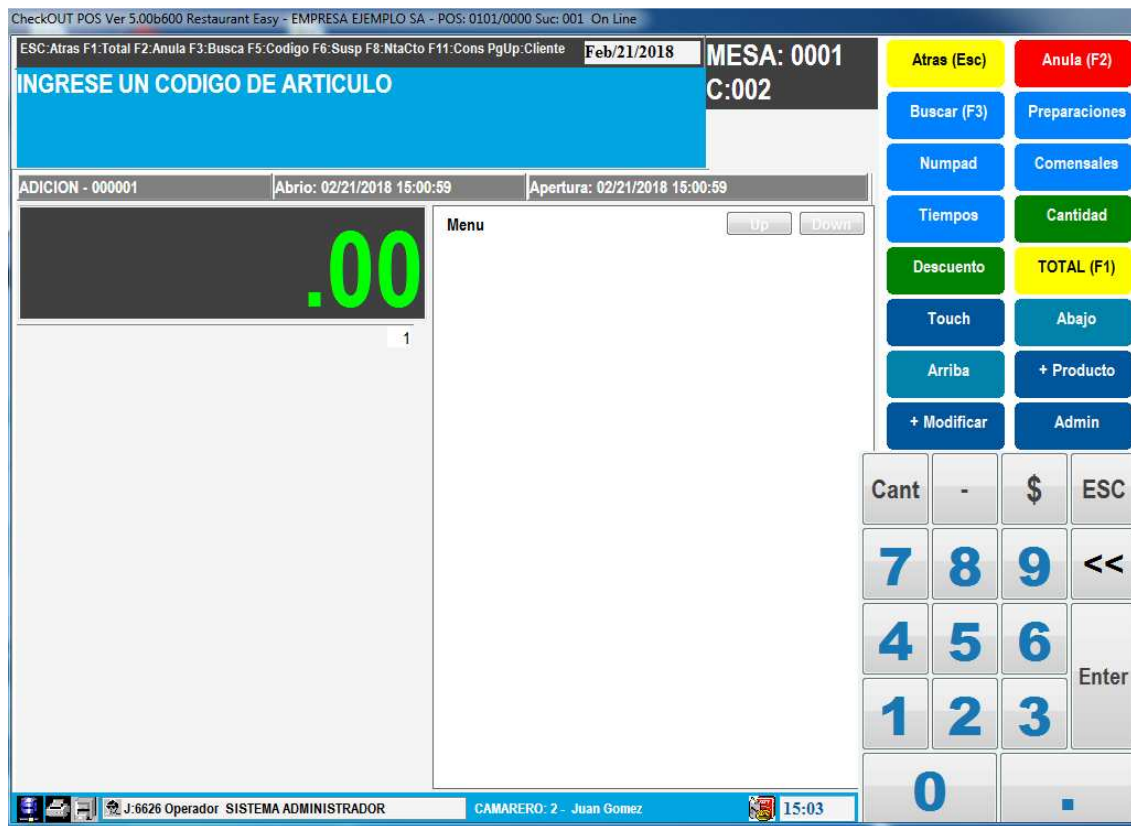 CheckOUT POS Ver 5.00b600 Restaurant Easy - EMPRESA EJEMPLO SA - POS: 0101/0000 Suc: 001 On Line
ESC:Atras F1:Total F2:Anula F3:Busca F5:Codigo F6:Susp F8:NtaCto F11:Cons PgUp:Cliente
Feb/21/2018
MESA: 0001
INGRESE UN CODIGO DE ARTICULO
C:002
ADICION - 000001
Abrio: 02/21/2018 15:00:59
Apertura: 02/21/2018 15:00:59
.00
1
Menu
Up
Down
Atras (Esc)
Anula (F2)
Buscar (F3)
Preparaciones
Numpad
Comensales
Tiempos
Cantidad
Descuento
TOTAL (F1)
Touch
Abajo
Arriba
+ Producto
+ Modificar
Admin
Cant - $ ESC
7 8 9 <<
4 5 6
Enter
1 2 3
0 .
J:6626 Operador SISTEMA ADMINISTRADOR
CAMARERO: 2 - Juan Gomez
15:03